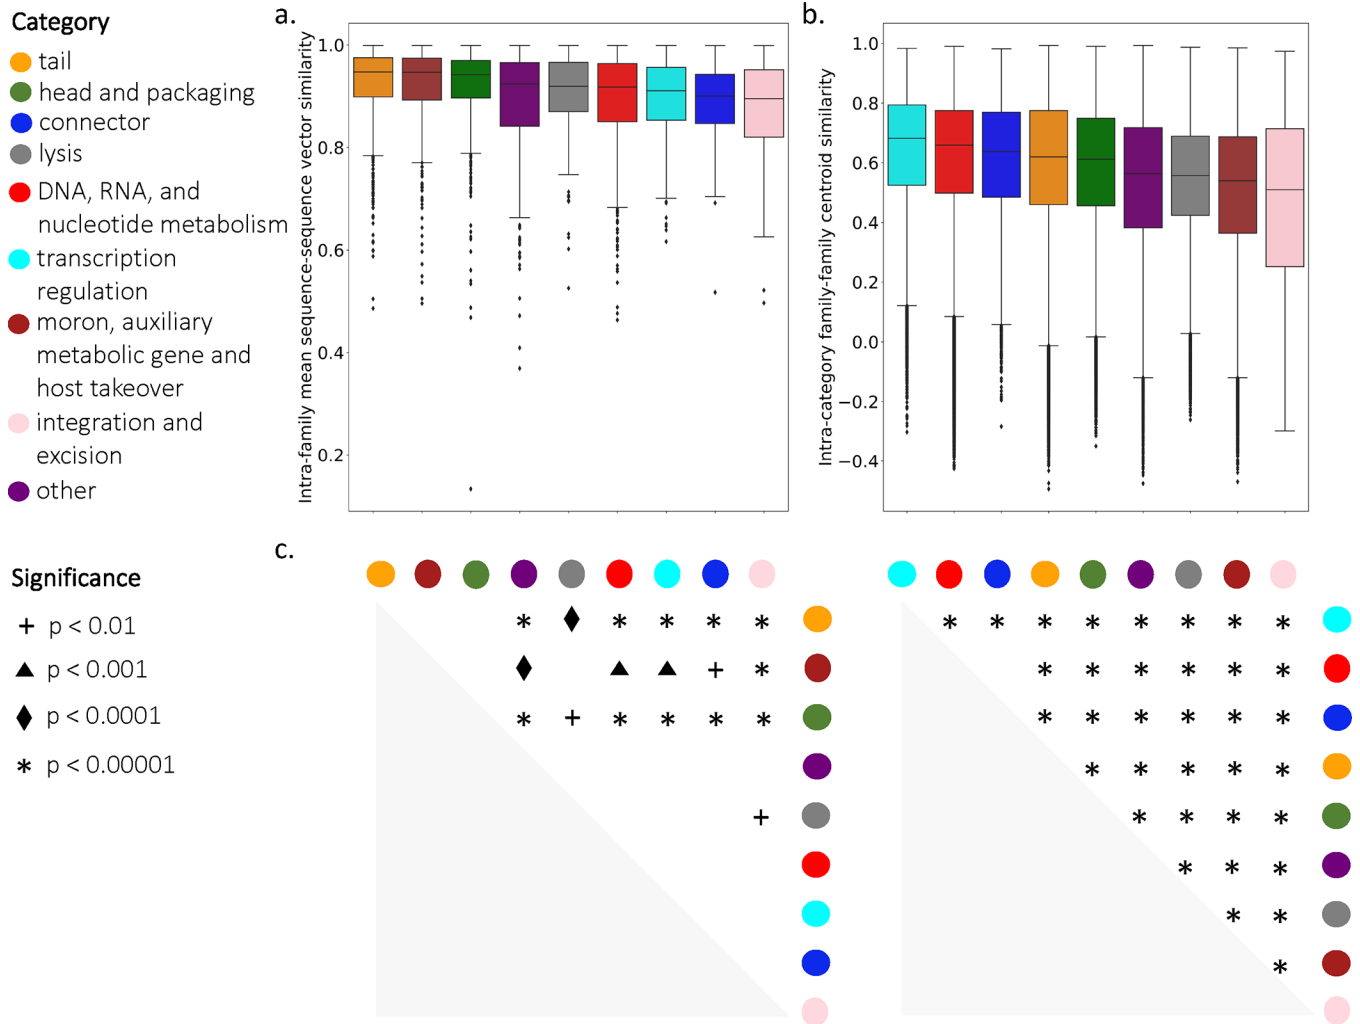 Category
tail
head and packaging
connector
lysis
DNA, RNA, and
nucleotide metabolism
transcription
regulation
moron, auxiliary
metabolic gene and
host takeover
integration and
excision
other
a.
Intra-family mean sequence-sequence vector similarity
1.0
0.8
0.6
0.4
0.2
b.
Intra-category family-family centroid similarity
1.0
0.8
0.6
0.4
0.2
0.0
−0.2
−0.4
c.
Significance
+ p < 0.01
▲ p < 0.001
♦ p < 0.0001
* p < 0.00001
* ♦ * * * *
♦ ▲ ▲ + *
* + * * * *
+
* * * * * * * *
* * * * * *
* * * * * *
* * * * *
* * * *
* * *
* *
*